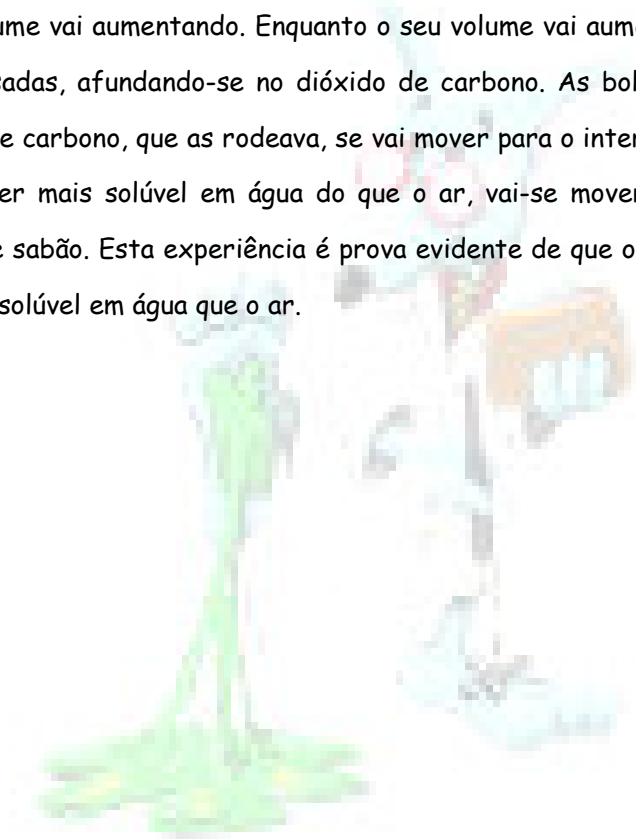 ume vai aumentando. Enquanto o seu volume vai aume
sadas, afundando-se no dióxido de carbono. As bol
e carbono, que as rodeava, se vai mover para o inter
er mais solúvel em água do que o ar, vai-se mover
e sabão. Esta experiência é prova evidente de que o
solúvel em água que o ar.